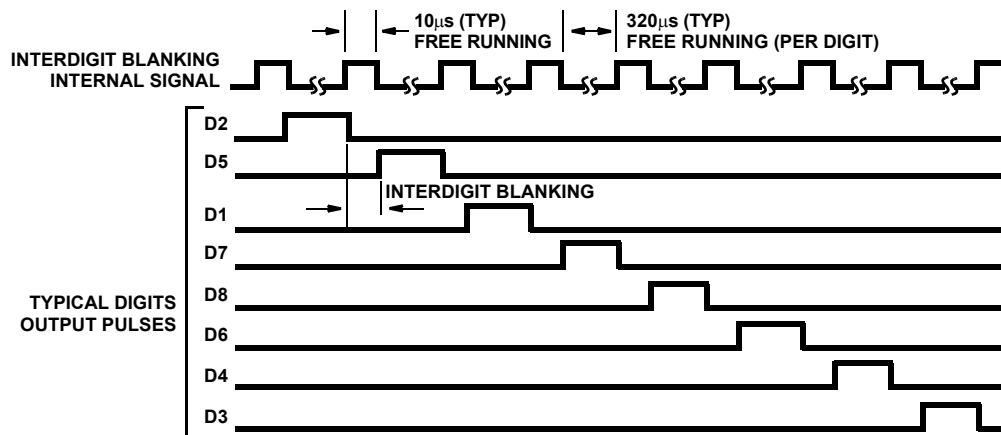 10µs (TYP)
FREE RUNNING
320µs (TYP)
FREE RUNNING (PER DIGIT)
INTERDIGIT BLANKING
INTERNAL SIGNAL
D2
D5
INTERDIGIT BLANKING
D1
D7
D8
TYPICAL DIGITS
OUTPUT PULSES
D6
D4
D3